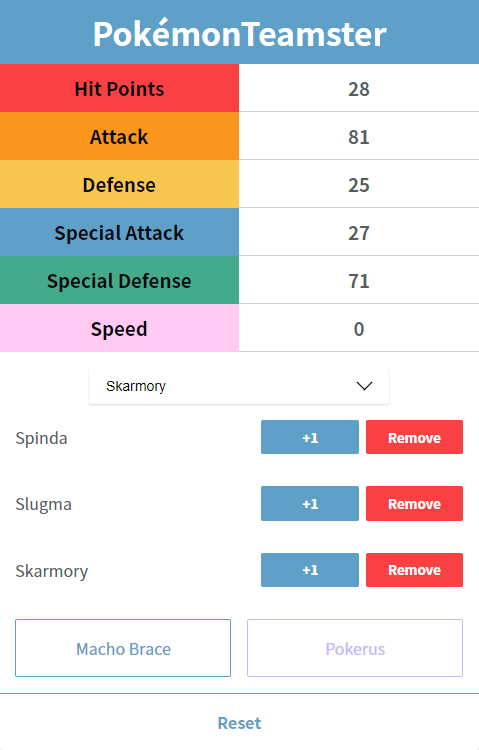 PokémonTeamster
Hit Points 28
Attack 81
Defense 25
Special Attack 27
Special Defense 71
Speed 0
Skarmory
Spinda +1 Remove
Slugma +1 Remove
Skarmory +1 Remove
Macho Brace Pokerus
Reset